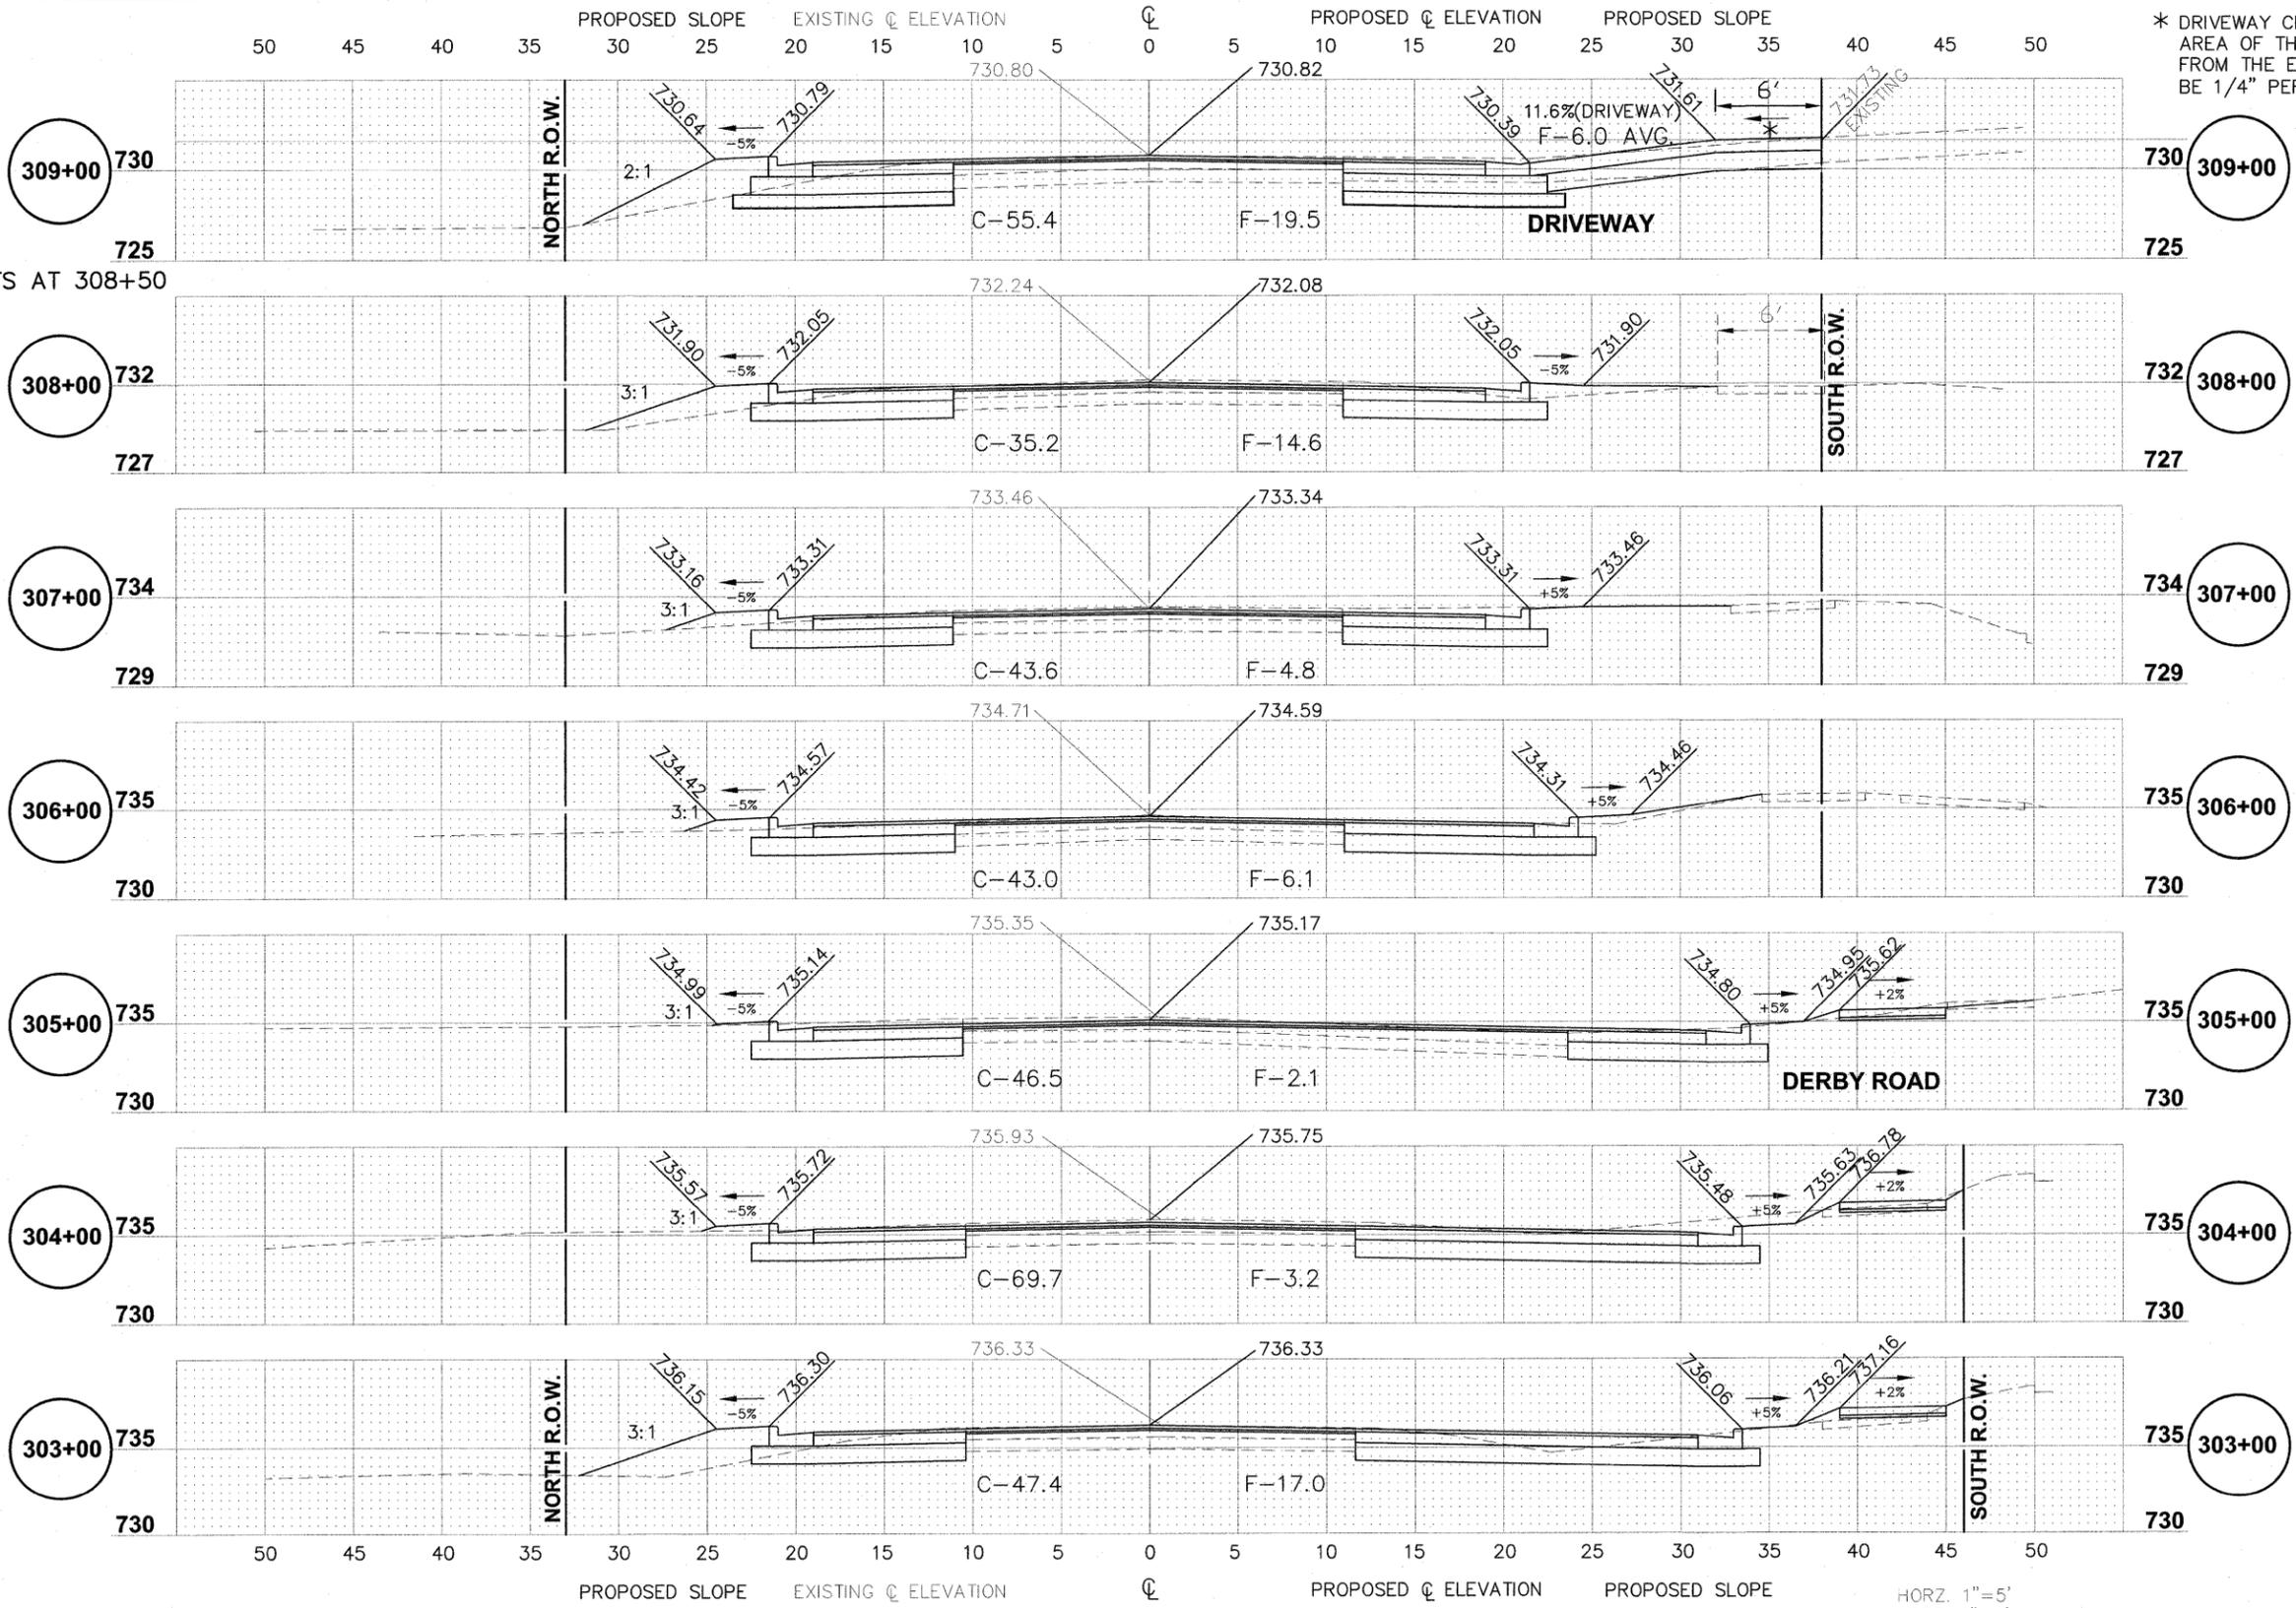 PROPOSED SLOPE EXISTING ℄ ELEVATION ℄ PROPOSED ℄ ELEVATION PROPOSED SLOPE
50 45 40 35 30 25 20 15 10 5 0 5 10 15 20 25 30 35 40 45 50
* DRIVEWAY
AREA OF
FROM THE
BE 1/4"
730.80 730.82
730.64 730.79 730.39 731.61 6' 731.73
EXISTING
-5% 11.6%(DRIVEWAY) *
F-6.0 AVG.
309+00 730 2:1 730 309+00
NORTH R.O.W.
C-55.4 F-19.5 DRIVEWAY
725 725
AT 308+50
732.24 732.08
731.90 732.05 732.05 731.90 6'
-5% -5%
308+00 732 3:1 732 308+00
SOUTH R.O.W.
C-35.2 F-14.6
727 727
733.46 733.34
733.16 733.31 733.31 733.46
-5% +5%
307+00 734 3:1 734 307+00
C-43.6 F-4.8
729 729
734.71 734.59
734.42 734.57 734.31 734.46
-5% +5%
306+00 735 3:1 735 306+00
C-43.0 F-6.1
730 730
735.35 735.17
734.99 735.14 734.80 734.95 735.62
-5% +5% +2%
305+00 735 3:1 735 305+00
C-46.5 F-2.1 DERBY ROAD
730 730
735.93 735.75
735.57 735.72 735.48 735.63 736.78
-5% +5% +2%
304+00 735 3:1 735 304+00
C-69.7 F-3.2
730 730
736.33 736.33
736.15 736.30 736.06 736.21 737.16
-5% +5% +2%
303+00 735 3:1 735 303+00
NORTH R.O.W. SOUTH R.O.W.
C-47.4 F-17.0
730 730
50 45 40 35 30 25 20 15 10 5 0 5 10 15 20 25 30 35 40 45 50
PROPOSED SLOPE EXISTING ℄ ELEVATION ℄ PROPOSED ℄ ELEVATION PROPOSED SLOPE HORZ. 1"=5'